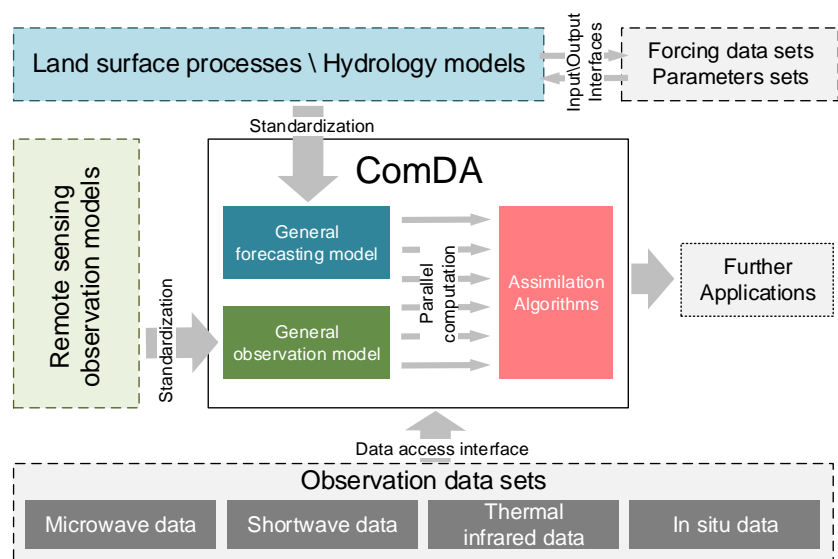 Land surface processes \ Hydrology models
Input\Output
Interfaces
Forcing data sets
Parameters sets
Standardization
Remote sensing
observation models
Standardization
ComDA
General
forecasting model
General
observation model
Parallel
computation
Assimilation
Algorithms
Further
Applications
Data access interface
Observation data sets
Microwave data
Shortwave data
Thermal
infrared data
In situ data